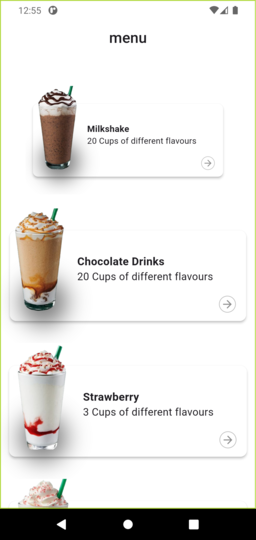 12:55
menu
Milkshake
20 Cups of different flavours
Chocolate Drinks
20 Cups of different flavours
Strawberry
3 Cups of different flavours